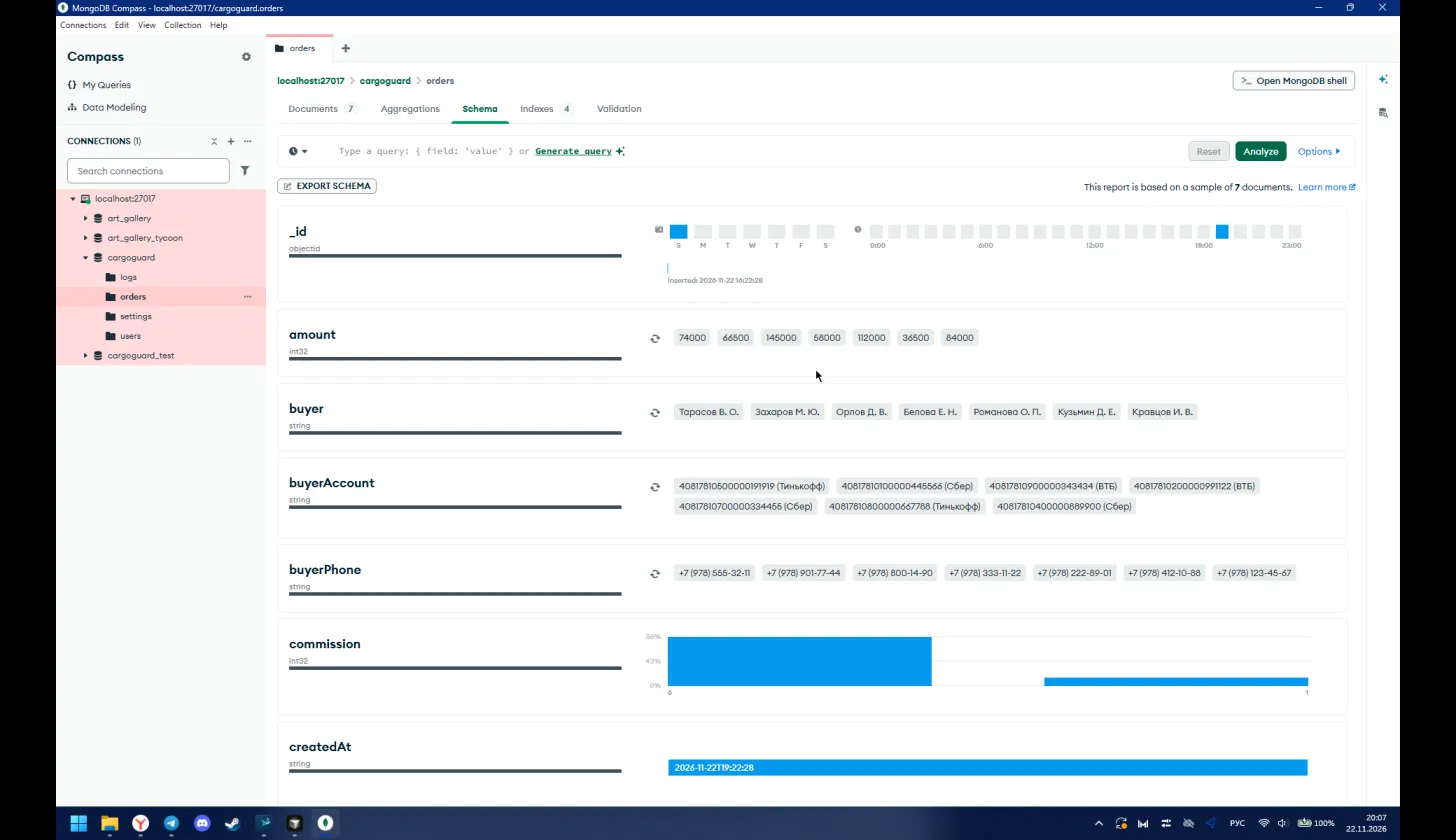 MongoDB Compass - localhost:27017/cargoguard.orders
Connections Edit View Collection Help
Compass
My Queries
Data Modeling
CONNECTIONS (1)
Search connections
localhost:27017
art_gallery
art_gallery_tycoon
cargoguard
logs
orders
settings
users
cargoguard_test
orders
localhost:27017 > cargoguard > orders
>_ Open MongoDB shell
Documents 7 Aggregations Schema Indexes 4 Validation
Type a query: { field: 'value' } or Generate query
Reset Analyze Options
EXPORT SCHEMA
This report is based on a sample of 7 documents. Learn more
_id
objectid
S M T W T F S
0:00 6:00 12:00 18:00 23:00
inserted: 2026-11-22 16:22:28
amount
int32
74000 66500 145000 58000 112000 36500 84000
buyer
string
Тарасов В. О. Захаров М. Ю. Орлов Д. В. Белова Е. Н. Романова О. П. Кузьмин Д. Е. Кравцов И. В.
buyerAccount
string
40817810500000191919 (Тинькофф) 40817810100000445566 (Сбер) 40817810900000343434 (ВТБ) 40817810200000991122 (ВТБ)
40817810700000334455 (Сбер) 40817810800000667788 (Тинькофф) 40817810400000889900 (Сбер)
buyerPhone
string
+7 (978) 555-32-11 +7 (978) 901-77-44 +7 (978) 800-14-90 +7 (978) 333-11-22 +7 (978) 222-89-01 +7 (978) 412-10-88 +7 (978) 123-45-67
commission
int32
43%
0%
6 1
createdAt
string
2026-11-22T19:22:28
РУС
100%
20:07
22.11.2026